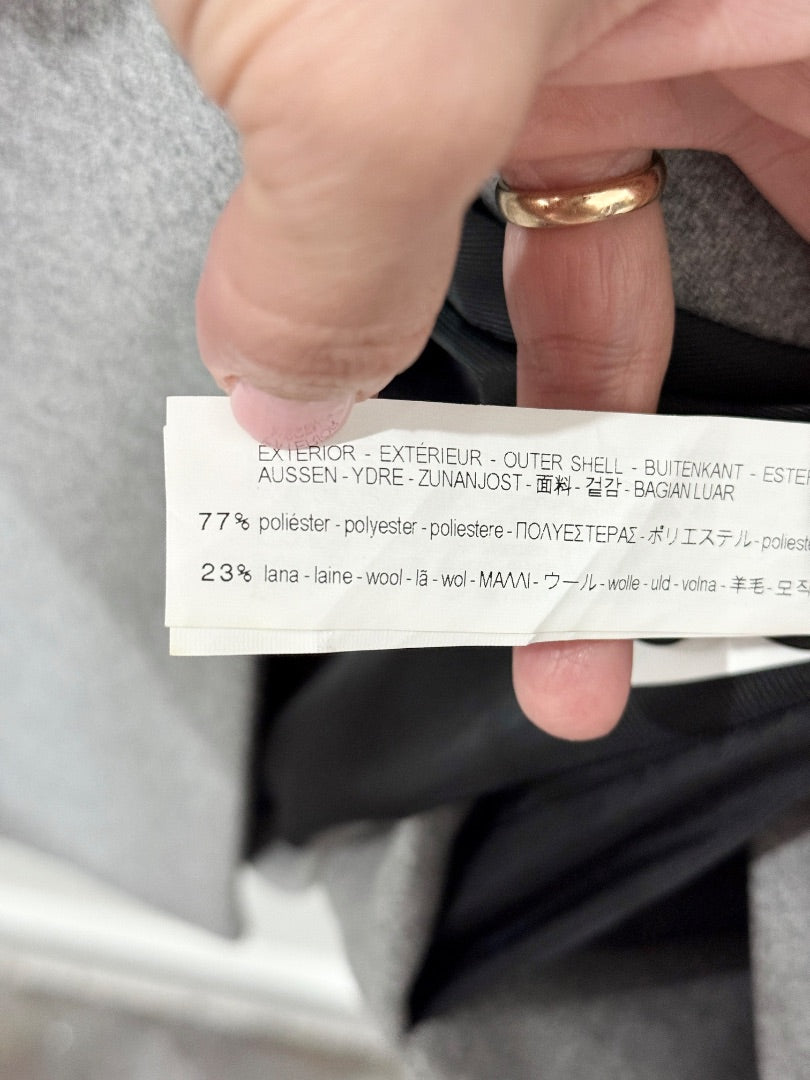 EXTERIOR - EXTÉRIEUR - OUTER SHELL - BUITENKANT -
AUSSEN - YDRE - ZUNANJOST - 面料 - 겉감 - BAGIAN LUAR
77% poliéster - polyester - poliestere - ΠΟΛΥΕΣΤΕΡΑΣ - ポリエステル -
23% lana - laine - wool - lã - wol - ΜΑΛΛΙ - ウール - wolle - uld - volna - 羊毛 -